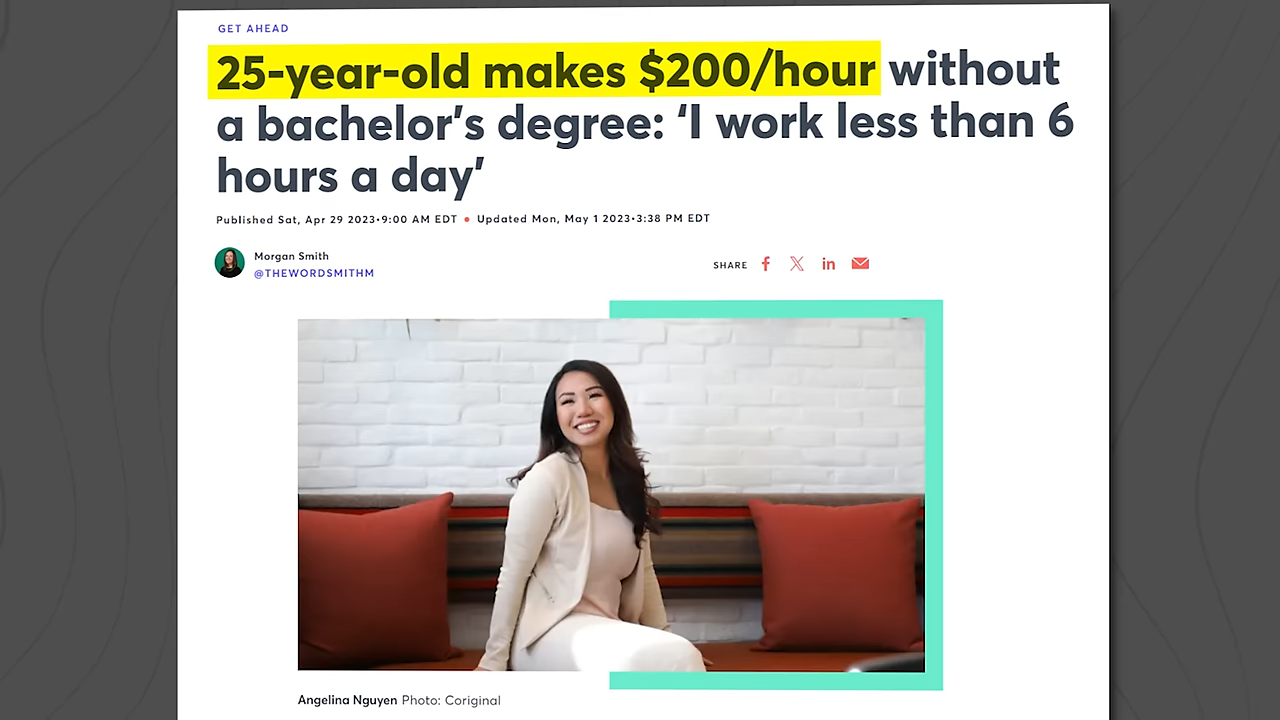 GET AHEAD
25-year-old makes $200/hour without
a bachelor’s degree: ‘I work less than 6
hours a day’
Published Sat, Apr 29 2023•9:00 AM EDT • Updated Mon, May 1 2023•3:38 PM EDT
Morgan Smith
@THEWORDSMITHM
SHARE
Angelina Nguyen Photo: Coriginal